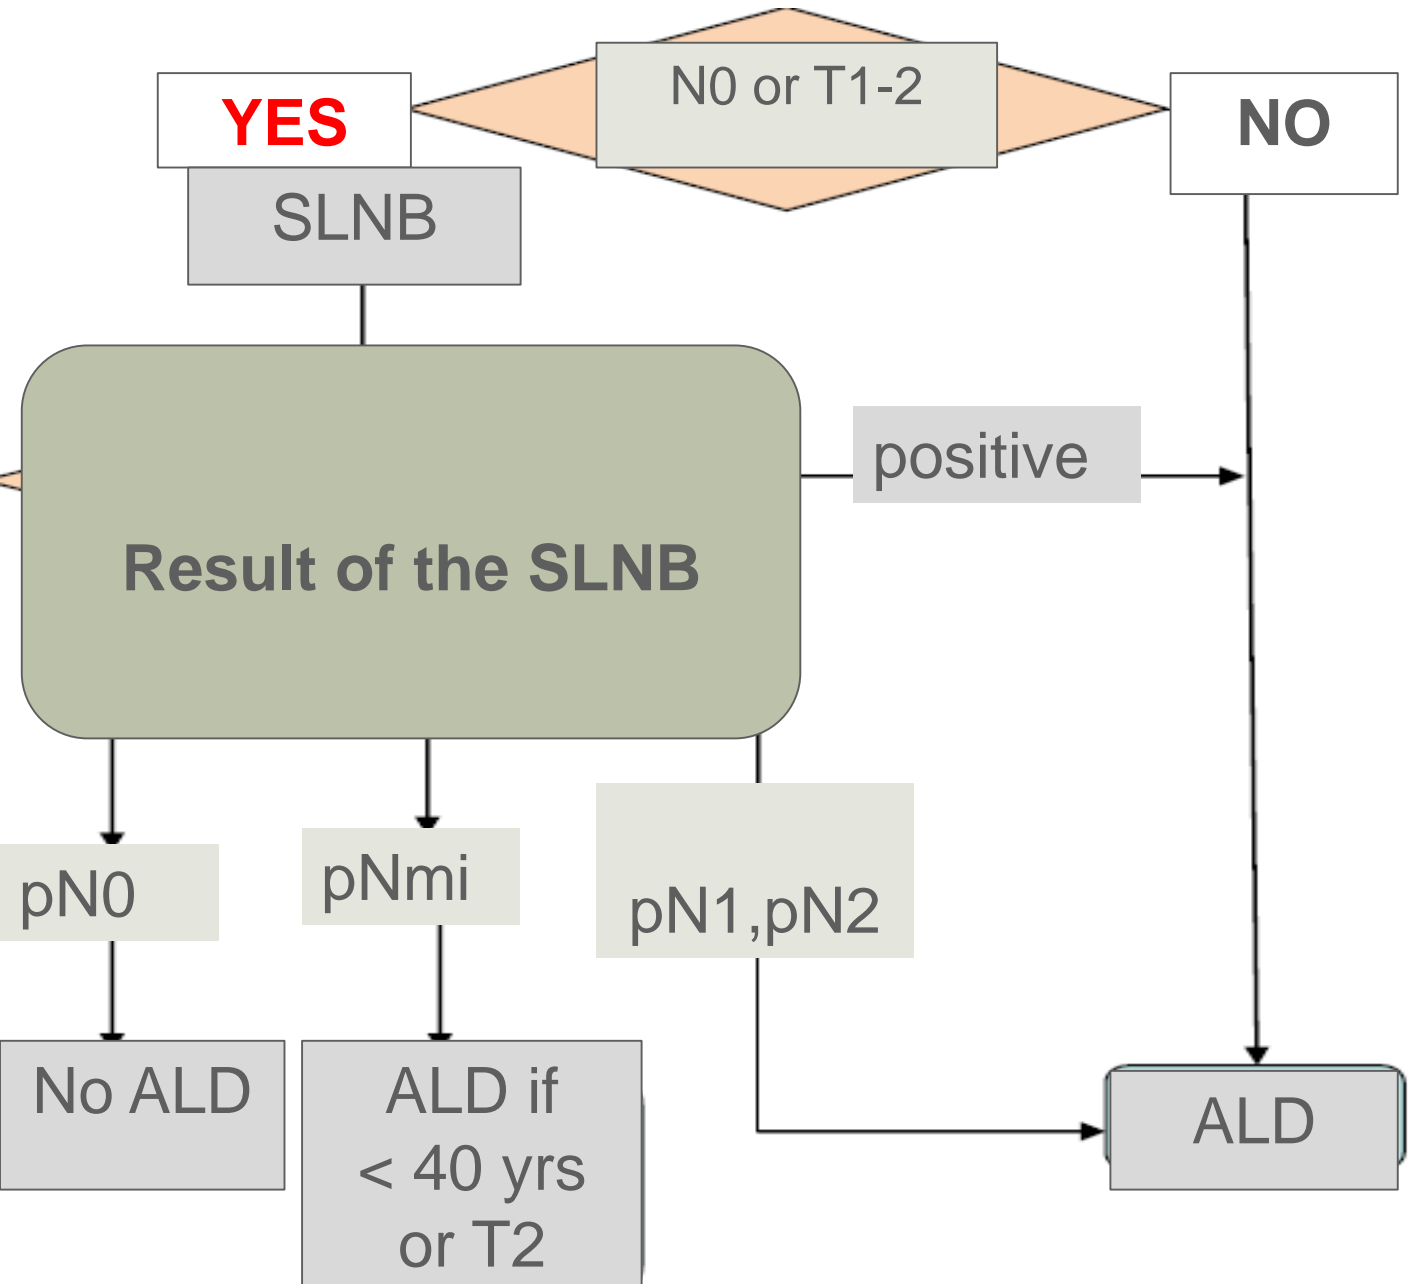 N0 or T1-2
YES
NO
SLNB
positive
Result of the SLNB
pN0
pNmi
pN1,pN2
No ALD
ALD if
< 40 yrs
or T2
ALD